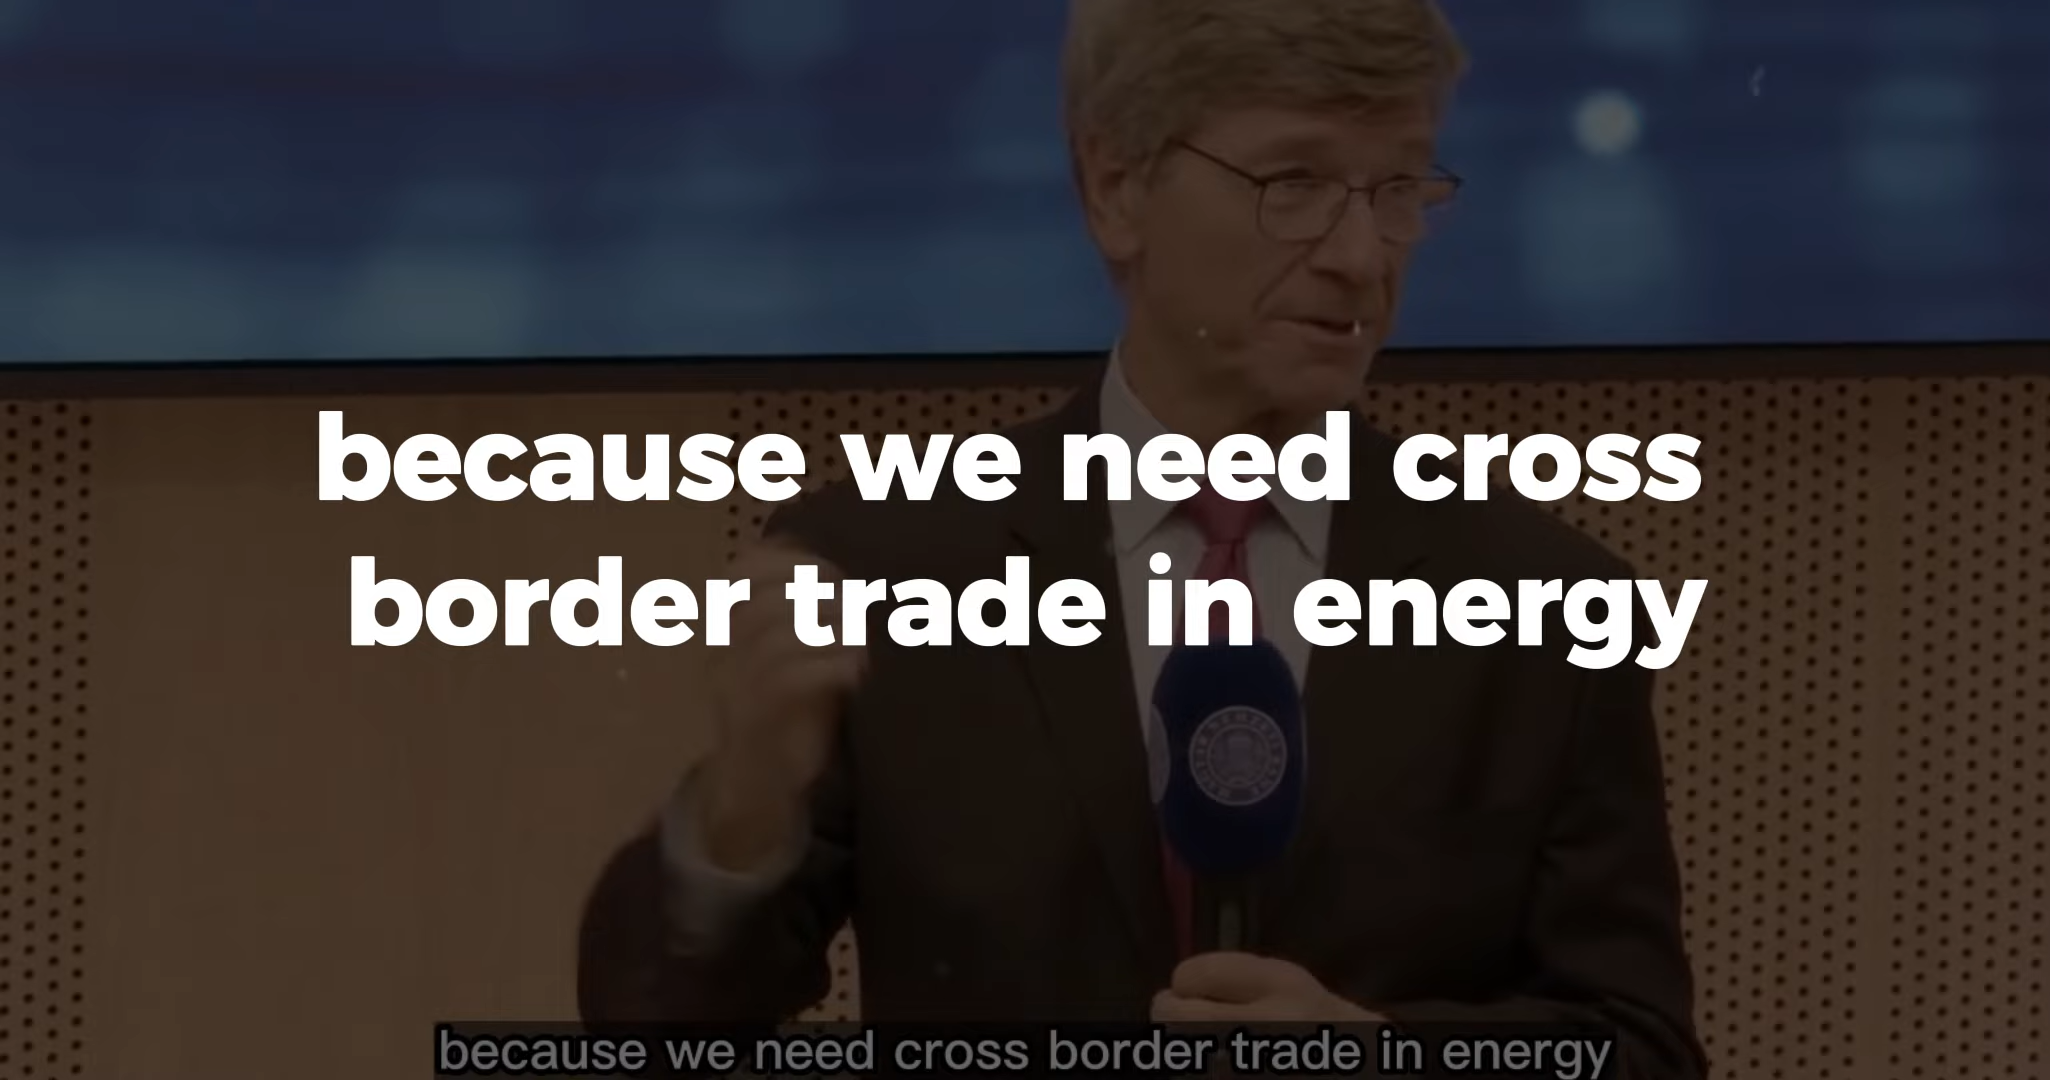 because we need cross
border trade in energy
because we need cross border trade in energy